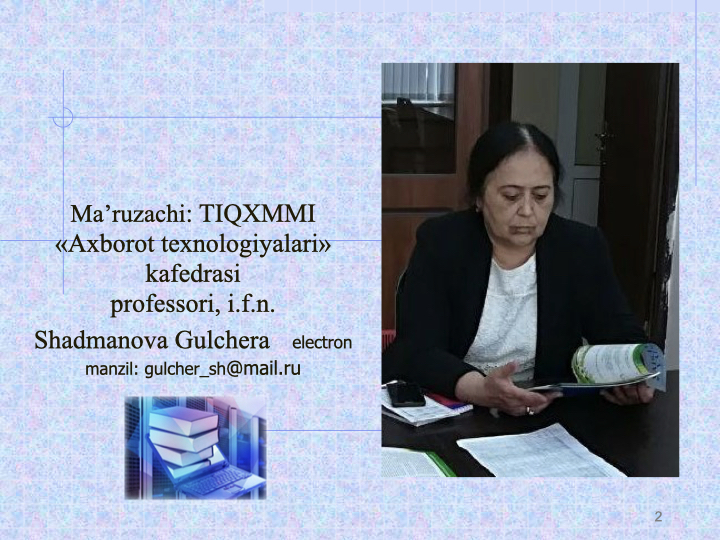 Ma’ruzachi: TIQXMMI
«Axborot texnologiyalari»
kafedrasi
professori, i.f.n.
Shadmanova Gulchera electron
manzil: gulcher_sh@mail.ru
2